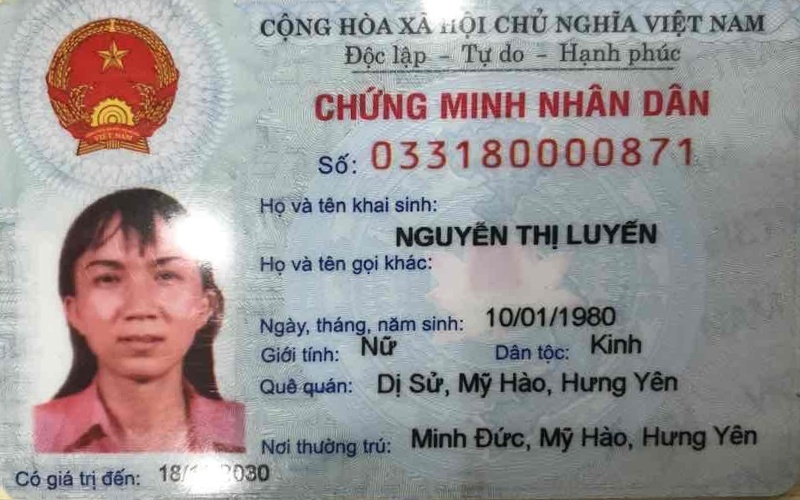 CỘNG HÒA XÃ HỘI CHỦ NGHĨA VIỆT NAM
Độc lập - Tự do - Hạnh phúc
CHỨNG MINH NHÂN DÂN
Số: 033180000871
Họ và tên khai sinh:
NGUYỄN THỊ LUYẾN
Họ và tên gọi khác:
Ngày, tháng, năm sinh: 10/01/1980
Giới tính: Nữ Dân tộc: Kinh
Quê quán: Dị Sử, Mỹ Hào, Hưng Yên
Nơi thường trú: Minh Đức, Mỹ Hào, Hưng Yên
Có giá trị đến: 2030
VIỆT NAM